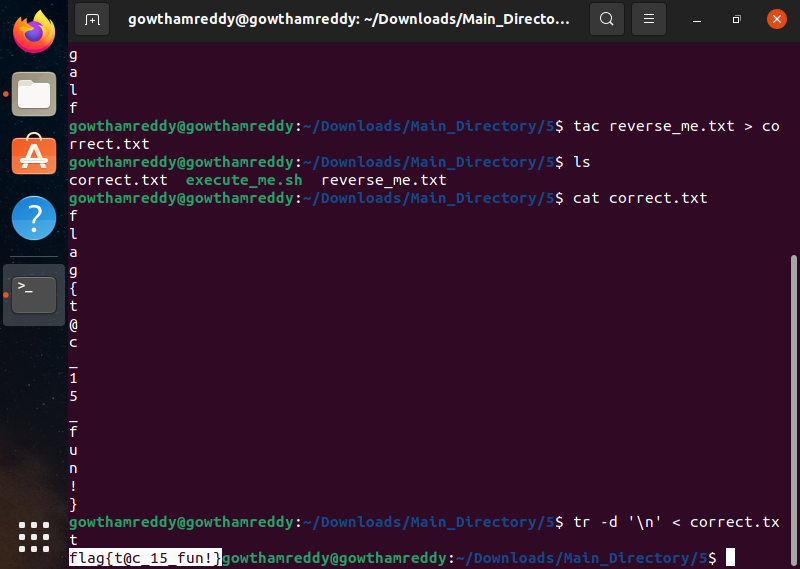 gowthamreddy@gowthamreddy: ~/Downloads/Main_Directo...
g
a
l
f
gowthamreddy@gowthamreddy:~/Downloads/Main_Directory/5$ tac reverse_me.txt > co
rrect.txt
gowthamreddy@gowthamreddy:~/Downloads/Main_Directory/5$ ls
correct.txt  execute_me.sh  reverse_me.txt
gowthamreddy@gowthamreddy:~/Downloads/Main_Directory/5$ cat correct.txt
f
l
a
g
{
t
@
c
_
1
5
_
f
u
n
!
}
gowthamreddy@gowthamreddy:~/Downloads/Main_Directory/5$ tr -d '\n' < correct.tx
t
flag{t@c_15_fun!}gowthamreddy@gowthamreddy:~/Downloads/Main_Directory/5$